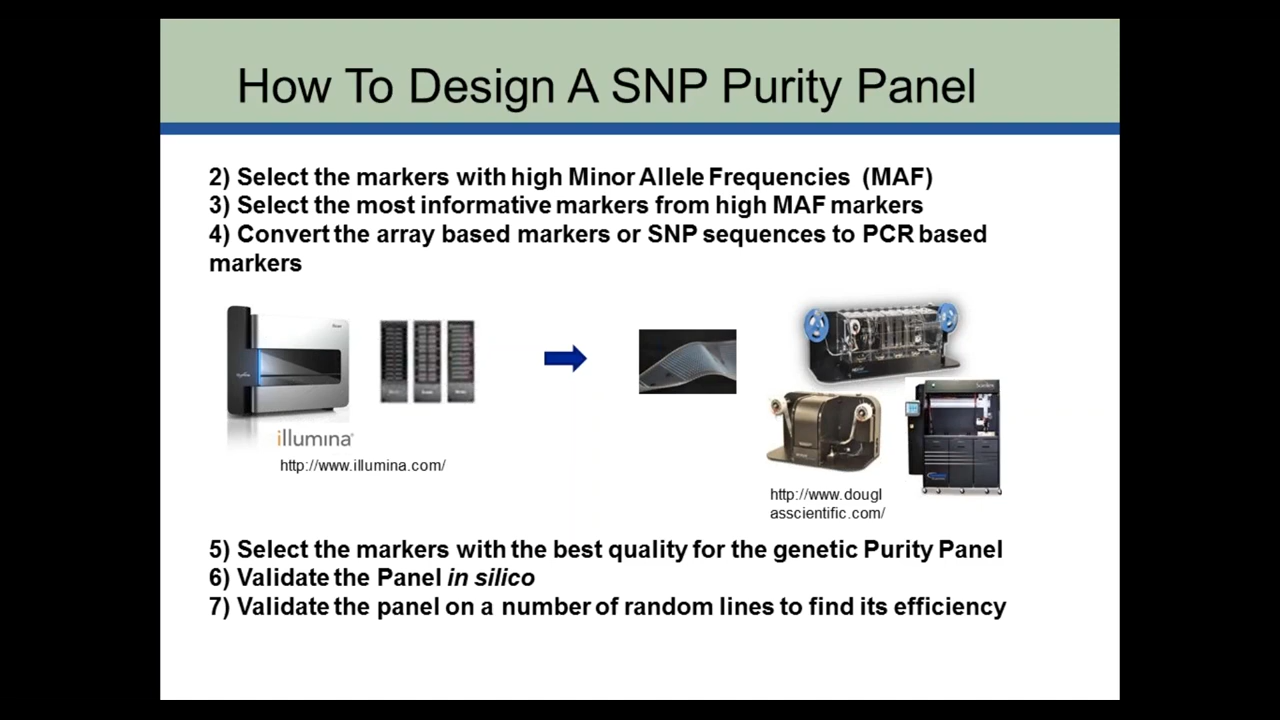 How To Design A SNP Purity Panel
2) Select the markers with high Minor Allele Frequencies (MAF)
3) Select the most informative markers from high MAF markers
4) Convert the array based markers or SNP sequences to PCR based
markers
illumina
http://www.illumina.com/
http://www.dougl
asscientific.com/
5) Select the markers with the best quality for the genetic Purity Panel
6) Validate the Panel in silico
7) Validate the panel on a number of random lines to find its efficiency